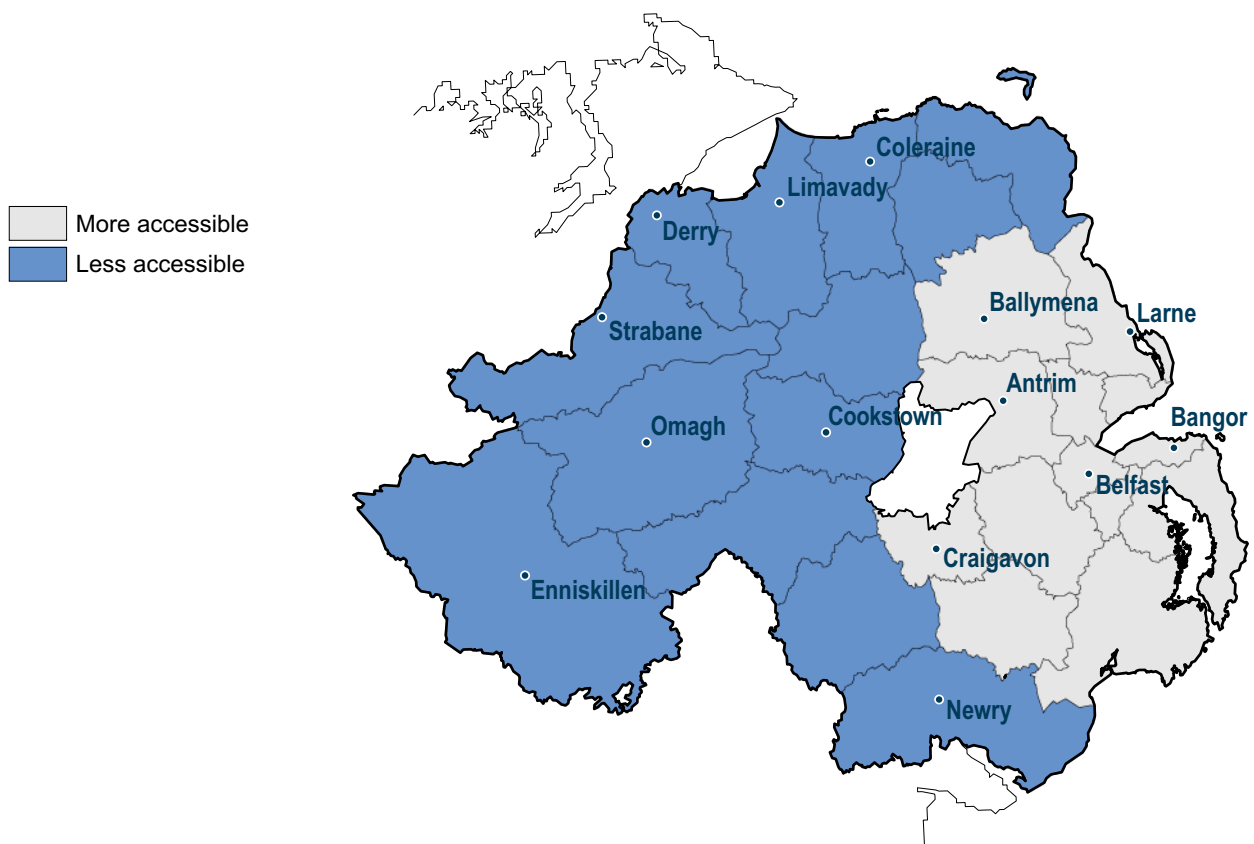 Coleraine
Limavady
Derry
More accessible
Less accessible
Ballymena
Larne
Strabane
Antrim
Bangor
Cookstown
Omagh
Belfast
Craigavon
Enniskillen
Newry